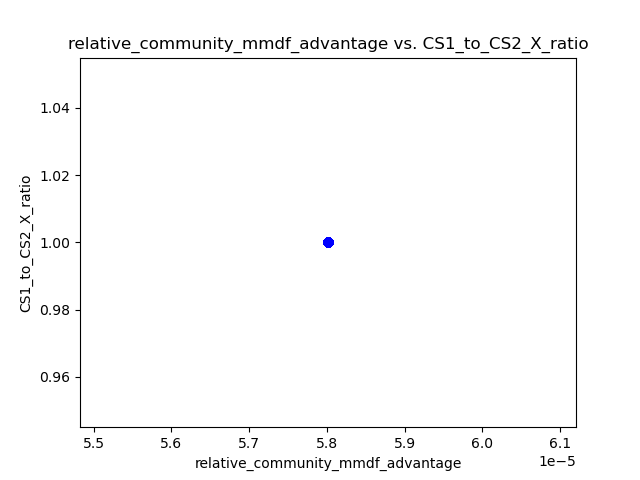 relative_community_mmdf_advantage vs. CS1_to_CS2_X_ratio
1.04
1.02
1.00
0.98
0.96
CS1_to_CS2_X_ratio
5.5 5.6 5.7 5.8 5.9 6.0 6.1
1e−5
relative_community_mmdf_advantage